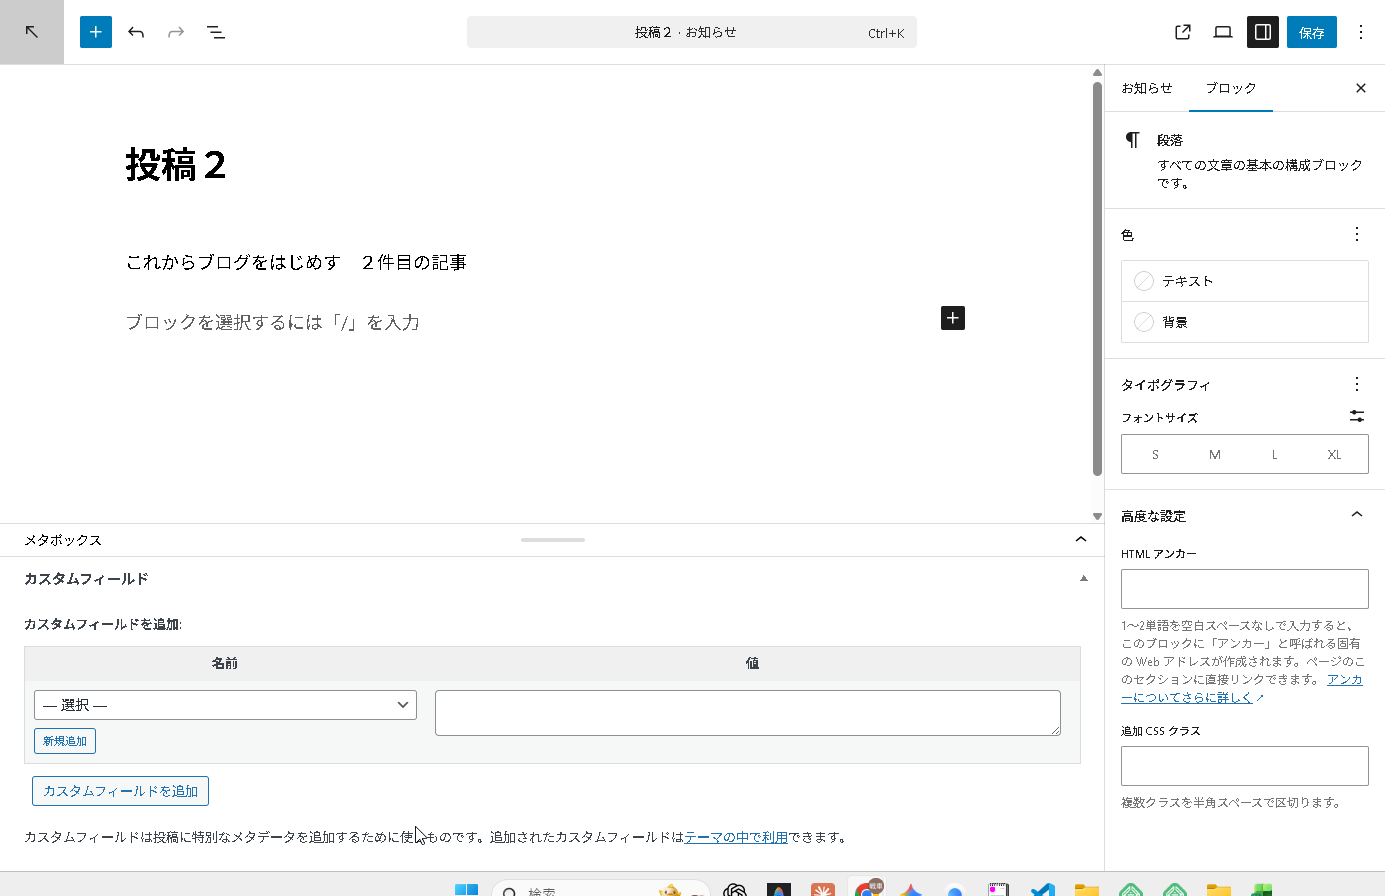 投稿２ · お知らせ
Ctrl+K
保存
お知らせ
ブロック
投稿２
これからブログをはじめす　２件目の記事
ブロックを選択するには「/」を入力
段落
すべての文章の基本の構成ブロック
です。
色
テキスト
背景
タイポグラフィ
フォントサイズ
S M L XL
高度な設定
HTML アンカー
1〜2単語を空白スペースなしで入力すると、
このブロックに「アンカー」と呼ばれる固有
の Web アドレスが作成されます。ページのこ
のセクションに直接リンクできます。 アンカ
ーについてさらに詳しく↗
追加 CSS クラス
複数クラスを半角スペースで区切ります。
メタボックス
カスタムフィールド
カスタムフィールドを追加:
名前
値
— 選択 —
新規追加
カスタムフィールドを追加
カスタムフィールドは投稿に特別なメタデータを追加するために使うものです。追加されたカスタムフィールドはテーマの中で利用できます。
検索